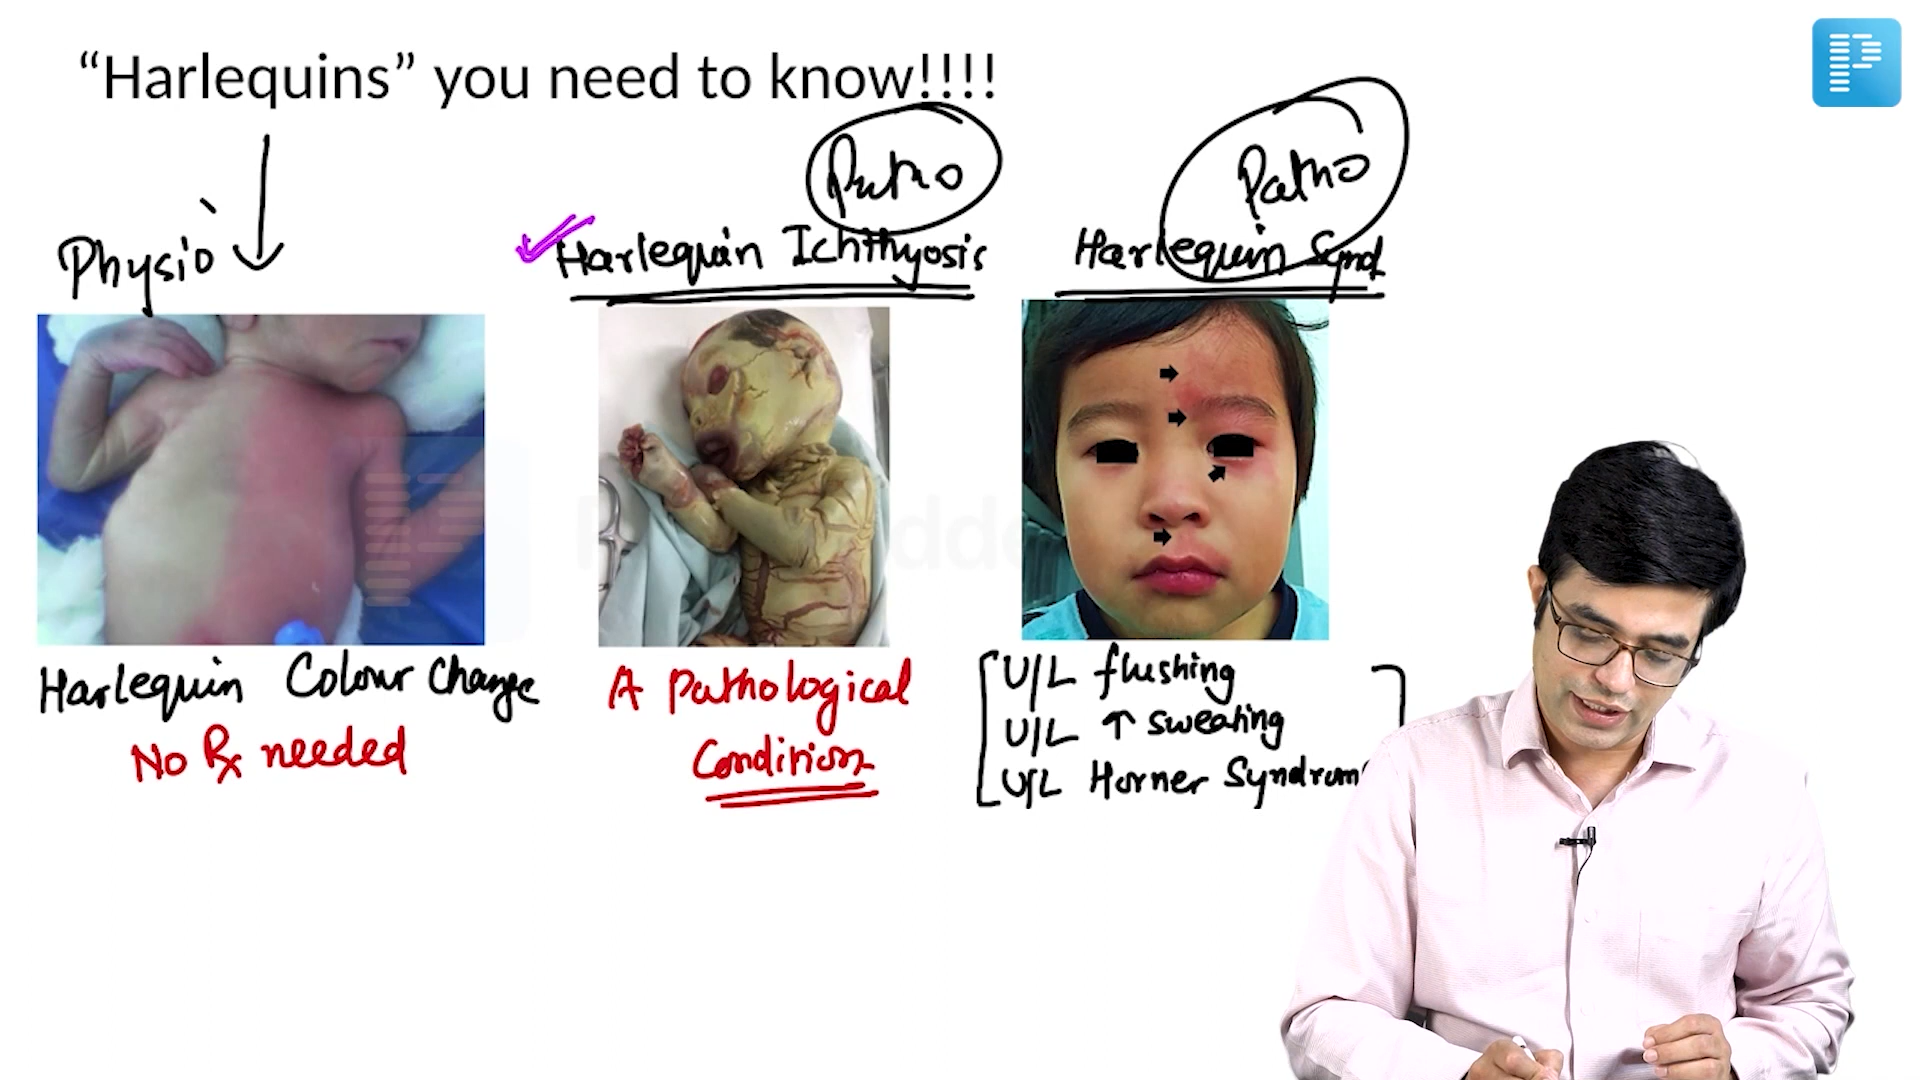 “Harlequins” you need to know!!!!
Patho
Patho
Physio
Harlequin Ichthyosis
Harlequin Synd
Harlequin Colour Change
No Rx needed
A Pathological
Condition
U/L flushing
U/L ↑ sweating
U/L Horner Syndrom